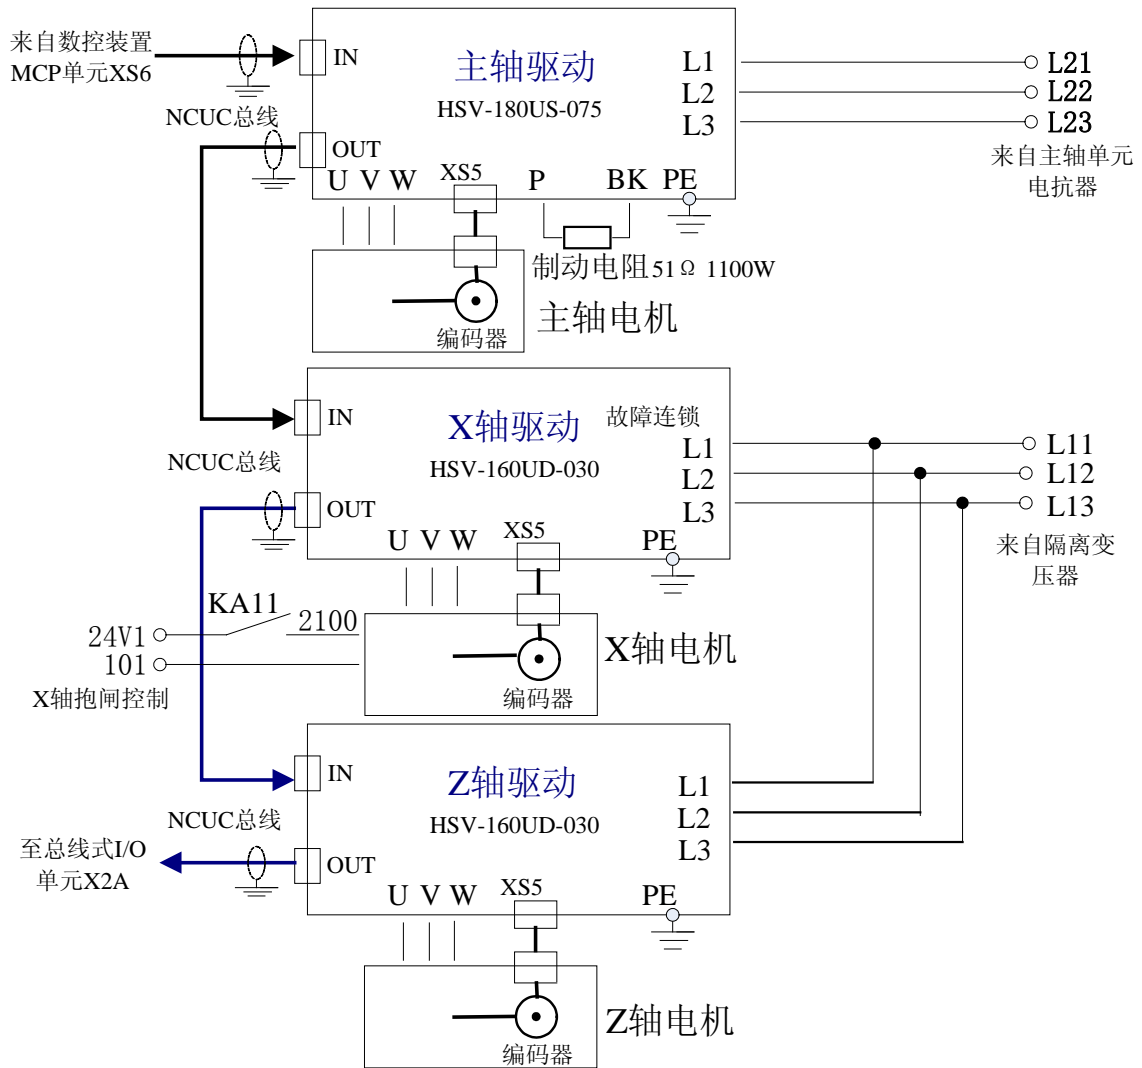 来自数控装置
MCP单元XS6
IN
主轴驱动
HSV-180US-075
L1
L2
L3
L21
L22
L23
来自主轴单元
电抗器
NCUC总线
OUT
U V W
XS5
P
BK
PE
制动电阻51Ω 1100W
主轴电机
编码器
IN
X轴驱动
HSV-160UD-030
故障连锁
L1
L2
L3
L11
L12
L13
来自隔离变
压器
NCUC总线
OUT
U V W
XS5
PE
KA11
24V1
2100
101
X轴抱闸控制
X轴电机
编码器
IN
Z轴驱动
HSV-160UD-030
L1
L2
L3
NCUC总线
至总线式I/O
单元X2A
OUT
U V W
XS5
PE
Z轴电机
编码器